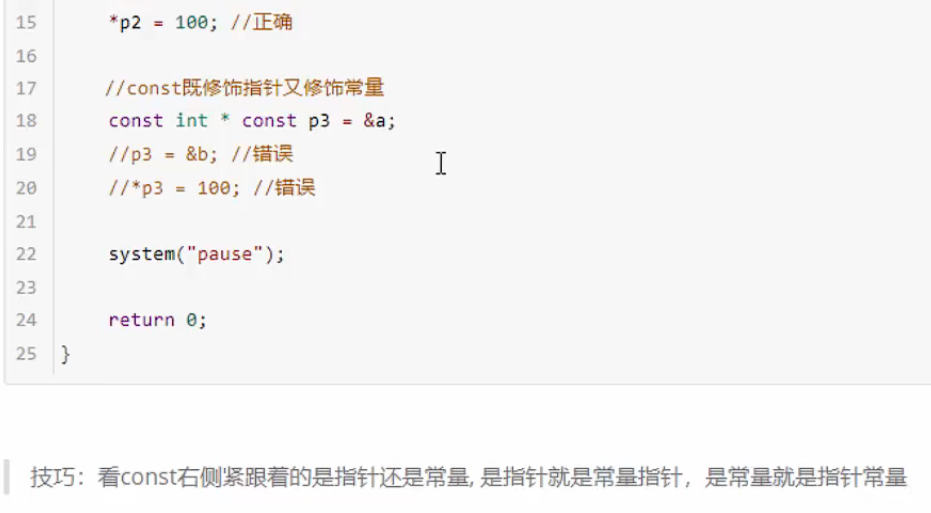 15 *p2 = 100; //正确
16
17 //const既修饰指针又修饰常量
18 const int * const p3 = &a;
19 //p3 = &b; //错误
20 //*p3 = 100; //错误
21
22 system("pause");
23
24 return 0;
25 }
技巧：看const右侧紧跟着的是指针还是常量, 是指针就是常量指针，是常量就是指针常量